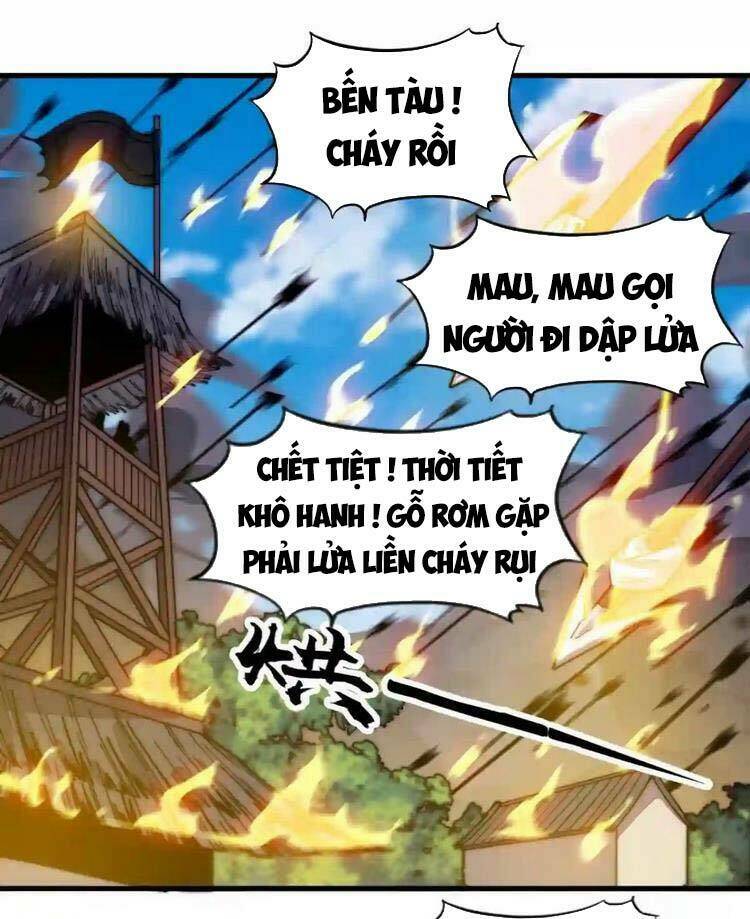 BẾN TÀU !
CHÁY RỒI
MAU, MAU GỌI
NGƯỜI ĐI DẬP LỬA
CHẾT TIỆT ! THỜI TIẾT
KHÔ HANH ! GỖ RƠM GẶP
PHẢI LỬA LIỀN CHÁY RỤI